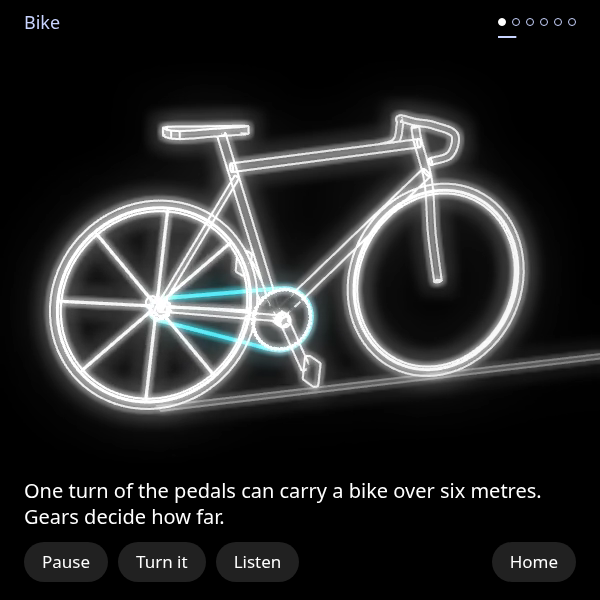 Bike
One turn of the pedals can carry a bike over six metres.
Gears decide how far.
Pause
Turn it
Listen
Home